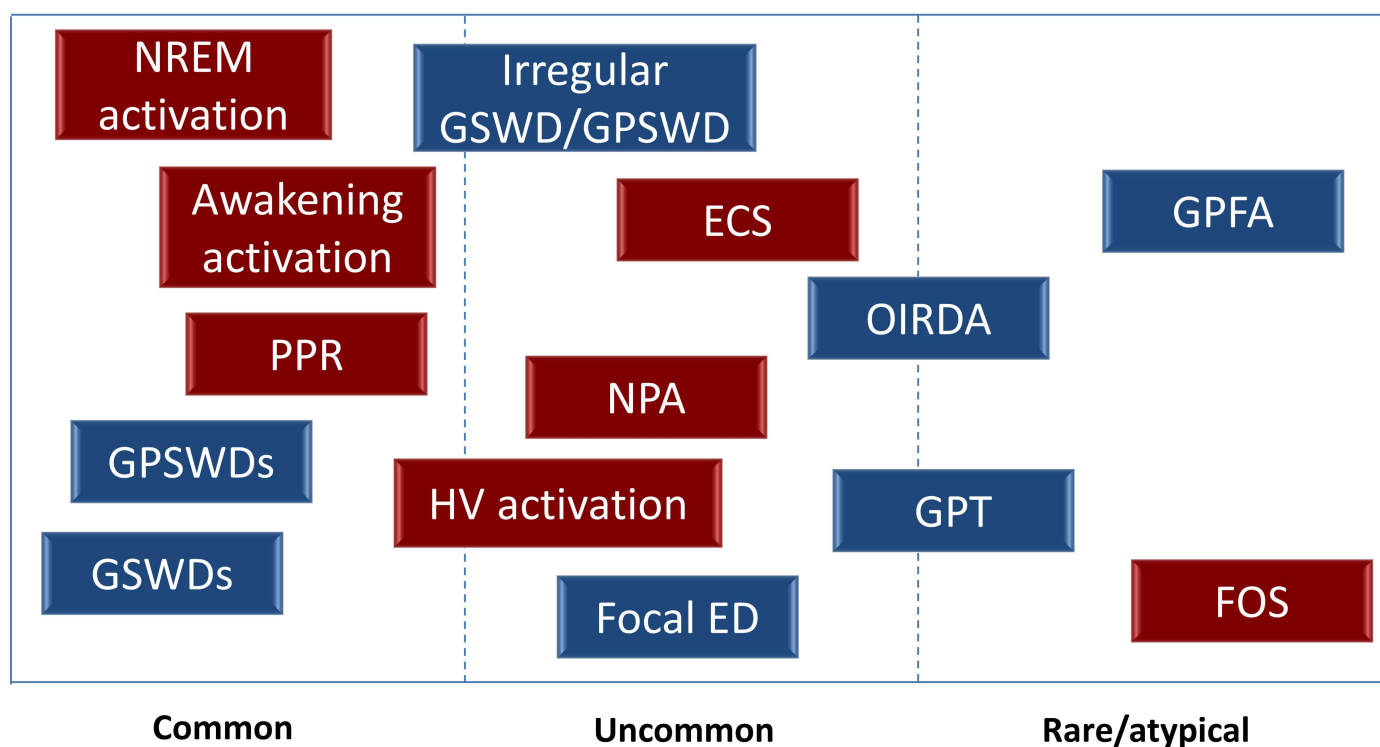 NREM
activation
Irregular
GSWD/GPSWD
Awakening
activation
ECS
GPFA
OIRDA
PPR
NPA
GPSWDs
HV activation
GPT
GSWDs
Focal ED
FOS
Common
Uncommon
Rare/atypical